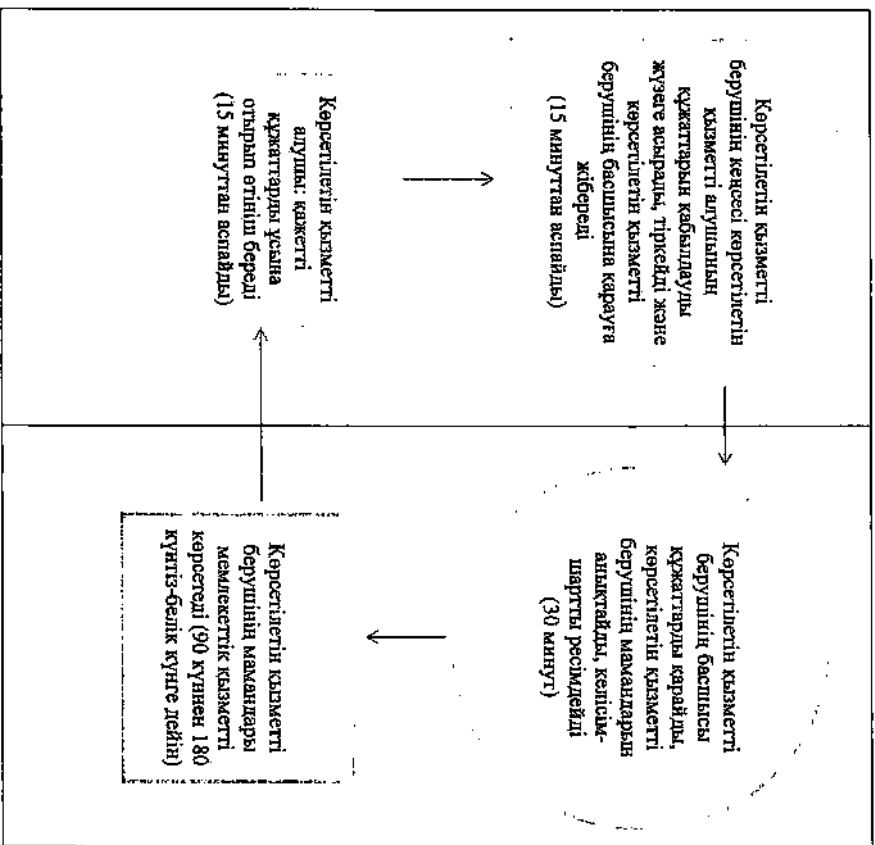 Көрсетілетін қызметті
берушінің кеңсесі көрсетілетін
қызметті алушының
құжаттарын қабылдауды
жүзеге асырады, тіркейді және
көрсетілетін қызметті
берушінің басшысына қарауға
жібереді
(15 минуттан аспайды)
Көрсетілетін қызметті
берушінің басшысы
құжаттарды қарайды,
көрсетілетін қызметті
берушінің мамандарын
анықтайды, келісім-
шартты ресімдейді
(30 минут)
Көрсетілетін қызметті
алушы: қажетті
құжаттарды ұсына
отырып өтініш береді
(15 минуттан аспайды)
Көрсетілетін қызметті
берушінің мамандары
мемлекеттік қызметті
көрсетеді (90 күннен 180
күнтіз-белік күнге дейін)